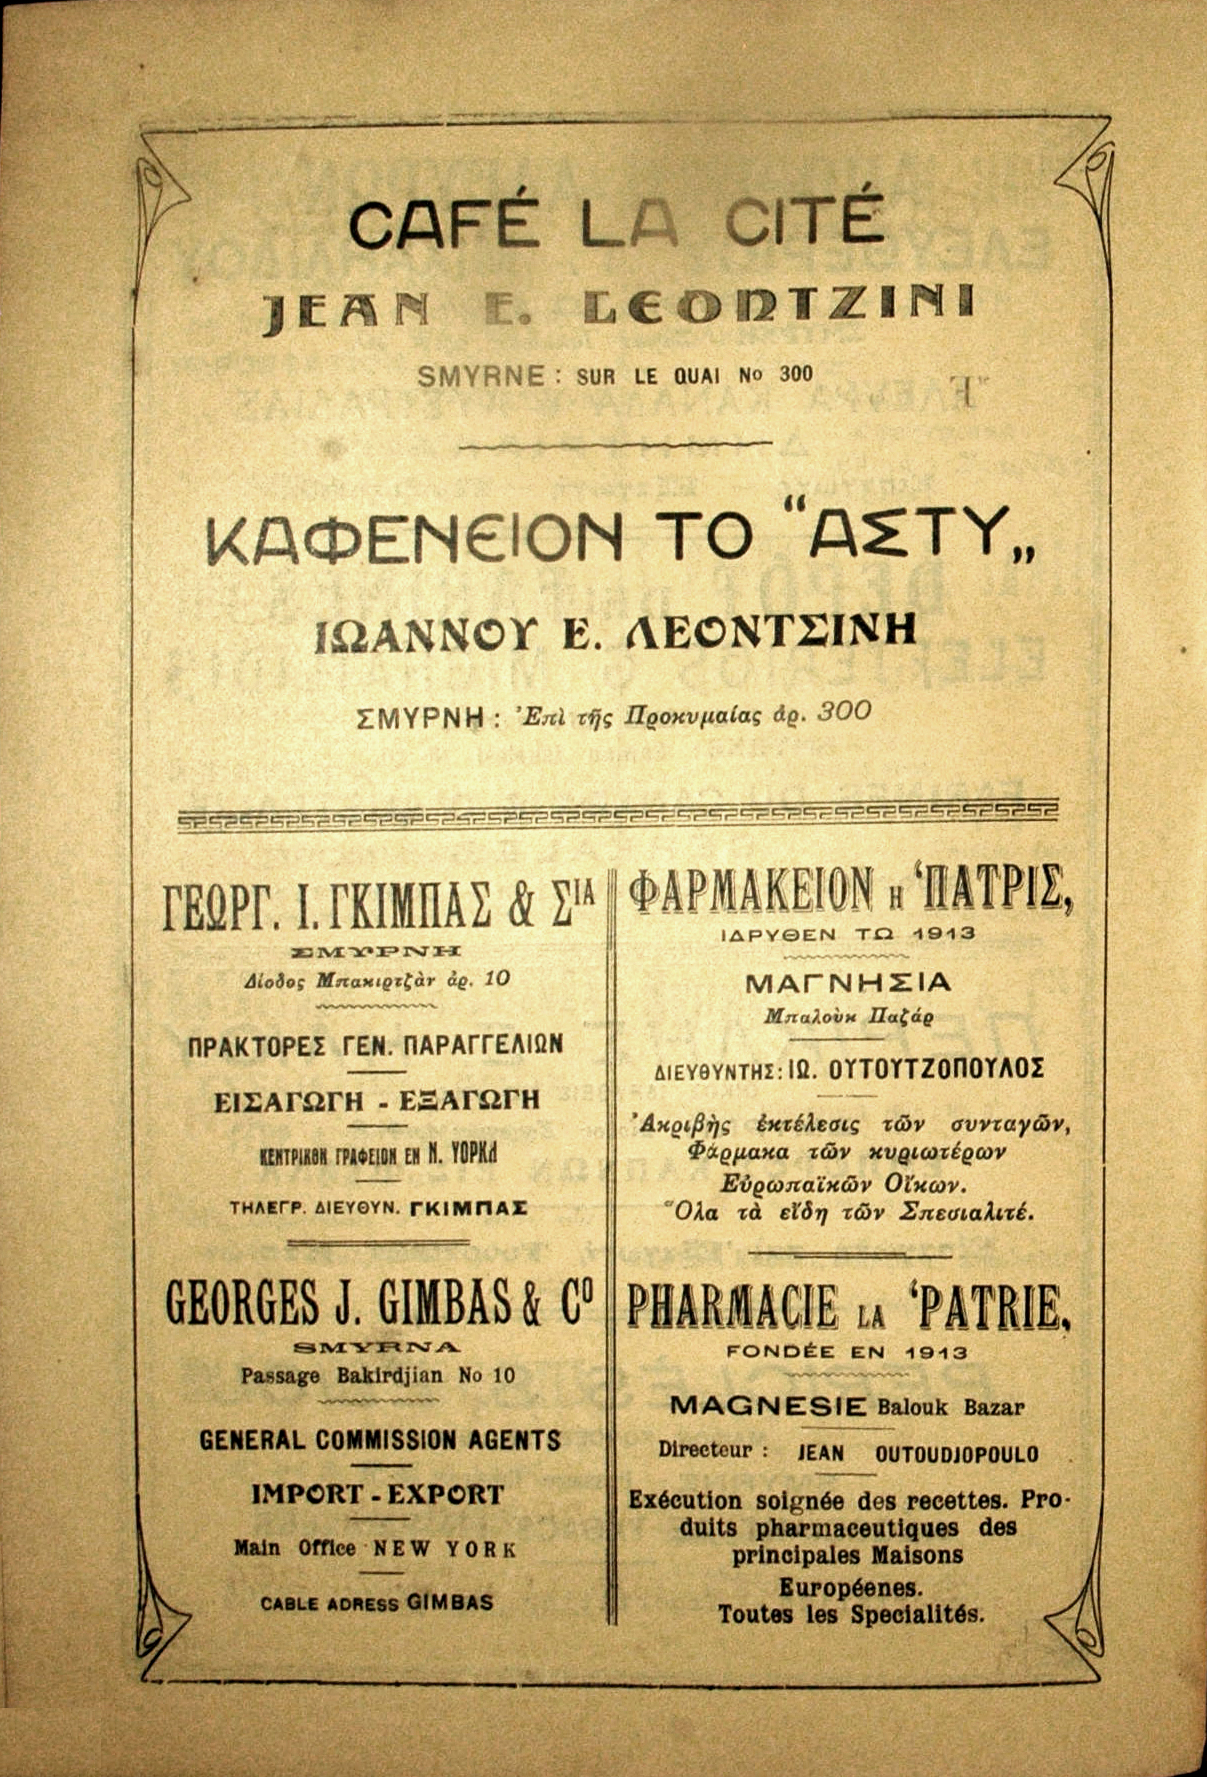 CAFÉ LA CITÉ
JEAN E. LEONTZINI
SMYRNE: SUR LE QUAI No 300
ΚΑΦΕΝΕΙΟΝ ΤΟ “ΑΣΤΥ„
ΙΩΑΝΝΟΥ Ε. ΛΕΟΝΤΣΙΝΗ
ΣΜΥΡΝΗ: Ἐπὶ τῆς Προκυμαίας ἀρ. 300
ΓΕΩΡΓ. Ι. ΓΚΙΜΠΑΣ & ΣΙΑ
ΣΜΥΡΝΗ
Δίοδος Μπακιρτζὰν ἀρ. 10
ΠΡΑΚΤΟΡΕΣ ΓΕΝ. ΠΑΡΑΓΓΕΛΙΩΝ
ΕΙΣΑΓΩΓΗ - ΕΞΑΓΩΓΗ
ΚΕΝΤΡΙΚΟΝ ΓΡΑΦΕΙΟΝ ΕΝ Ν. ΥΟΡΚΗ
ΤΗΛΕΓΡ. ΔΙΕΥΘΥΝ. ΓΚΙΜΠΑΣ
GEORGES J. GIMBAS & Co
SMYRNA
Passage Bakirdjian No 10
GENERAL COMMISSION AGENTS
IMPORT - EXPORT
Main Office NEW YORK
CABLE ADRESS GIMBAS
ΦΑΡΜΑΚΕΙΟΝ Η ‘ΠΑΤΡΙΣ,
ΙΔΡΥΘΕΝ ΤΩ 1913
ΜΑΓΝΗΣΙΑ
Μπαλοὺκ Παζάρ
ΔΙΕΥΘΥΝΤΗΣ: ΙΩ. ΟΥΤΟΥΤΖΟΠΟΥΛΟΣ
Ἀκριβὴς ἐκτέλεσις τῶν συνταγῶν,
Φάρμακα τῶν κυριωτέρων
Εὐρωπαϊκῶν Οἴκων.
Ὅλα τὰ εἴδη τῶν Σπεσιαλιτέ.
PHARMACIE LA ‘PATRIE,
FONDÉE EN 1913
MAGNESIE Balouk Bazar
Directeur : JEAN OUTOUDJOPOULO
Exécution soignée des recettes. Pro-
duits pharmaceutiques des
principales Maisons
Européenes.
Toutes les Specialités.